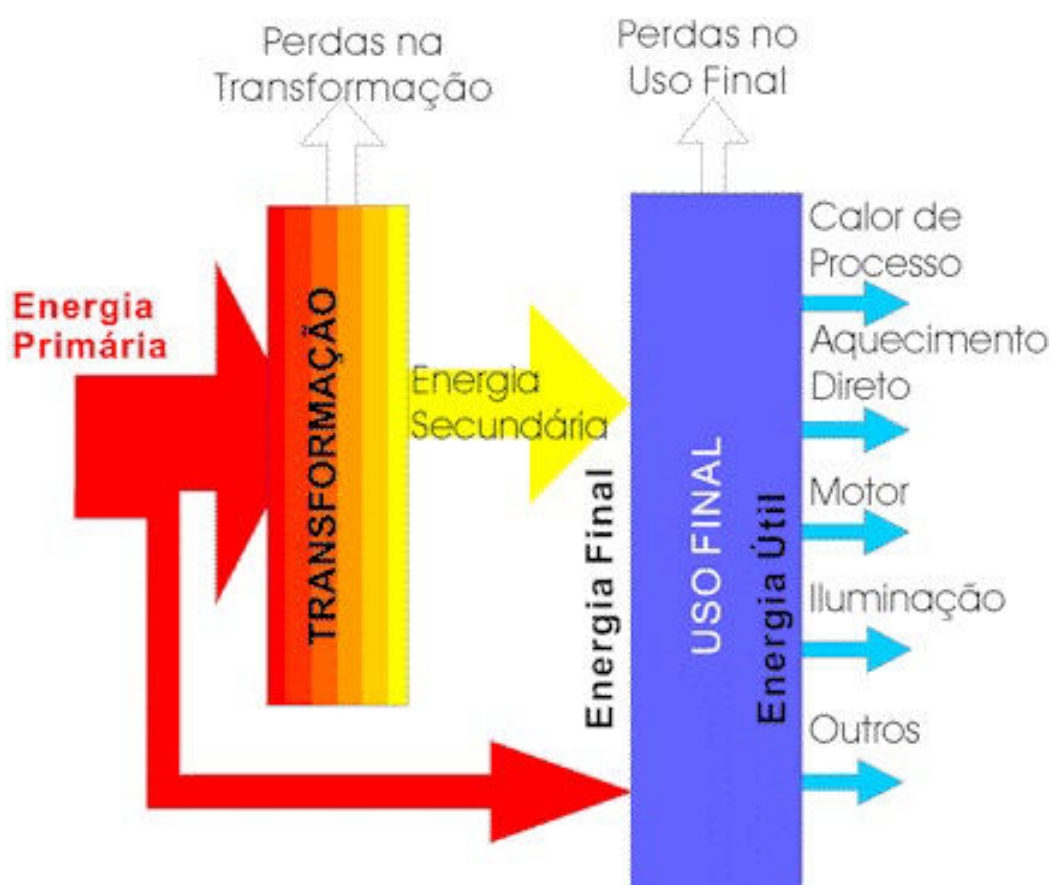 Perdas na
Transformação
Perdas no
Uso Final
Energia
Primária
TRANSFORMAÇÃO
Energia
Secundária
Energia Final
USO FINAL
Energia Útil
Calor de
Processo
Aquecimento
Direto
Motor
Iluminação
Outros